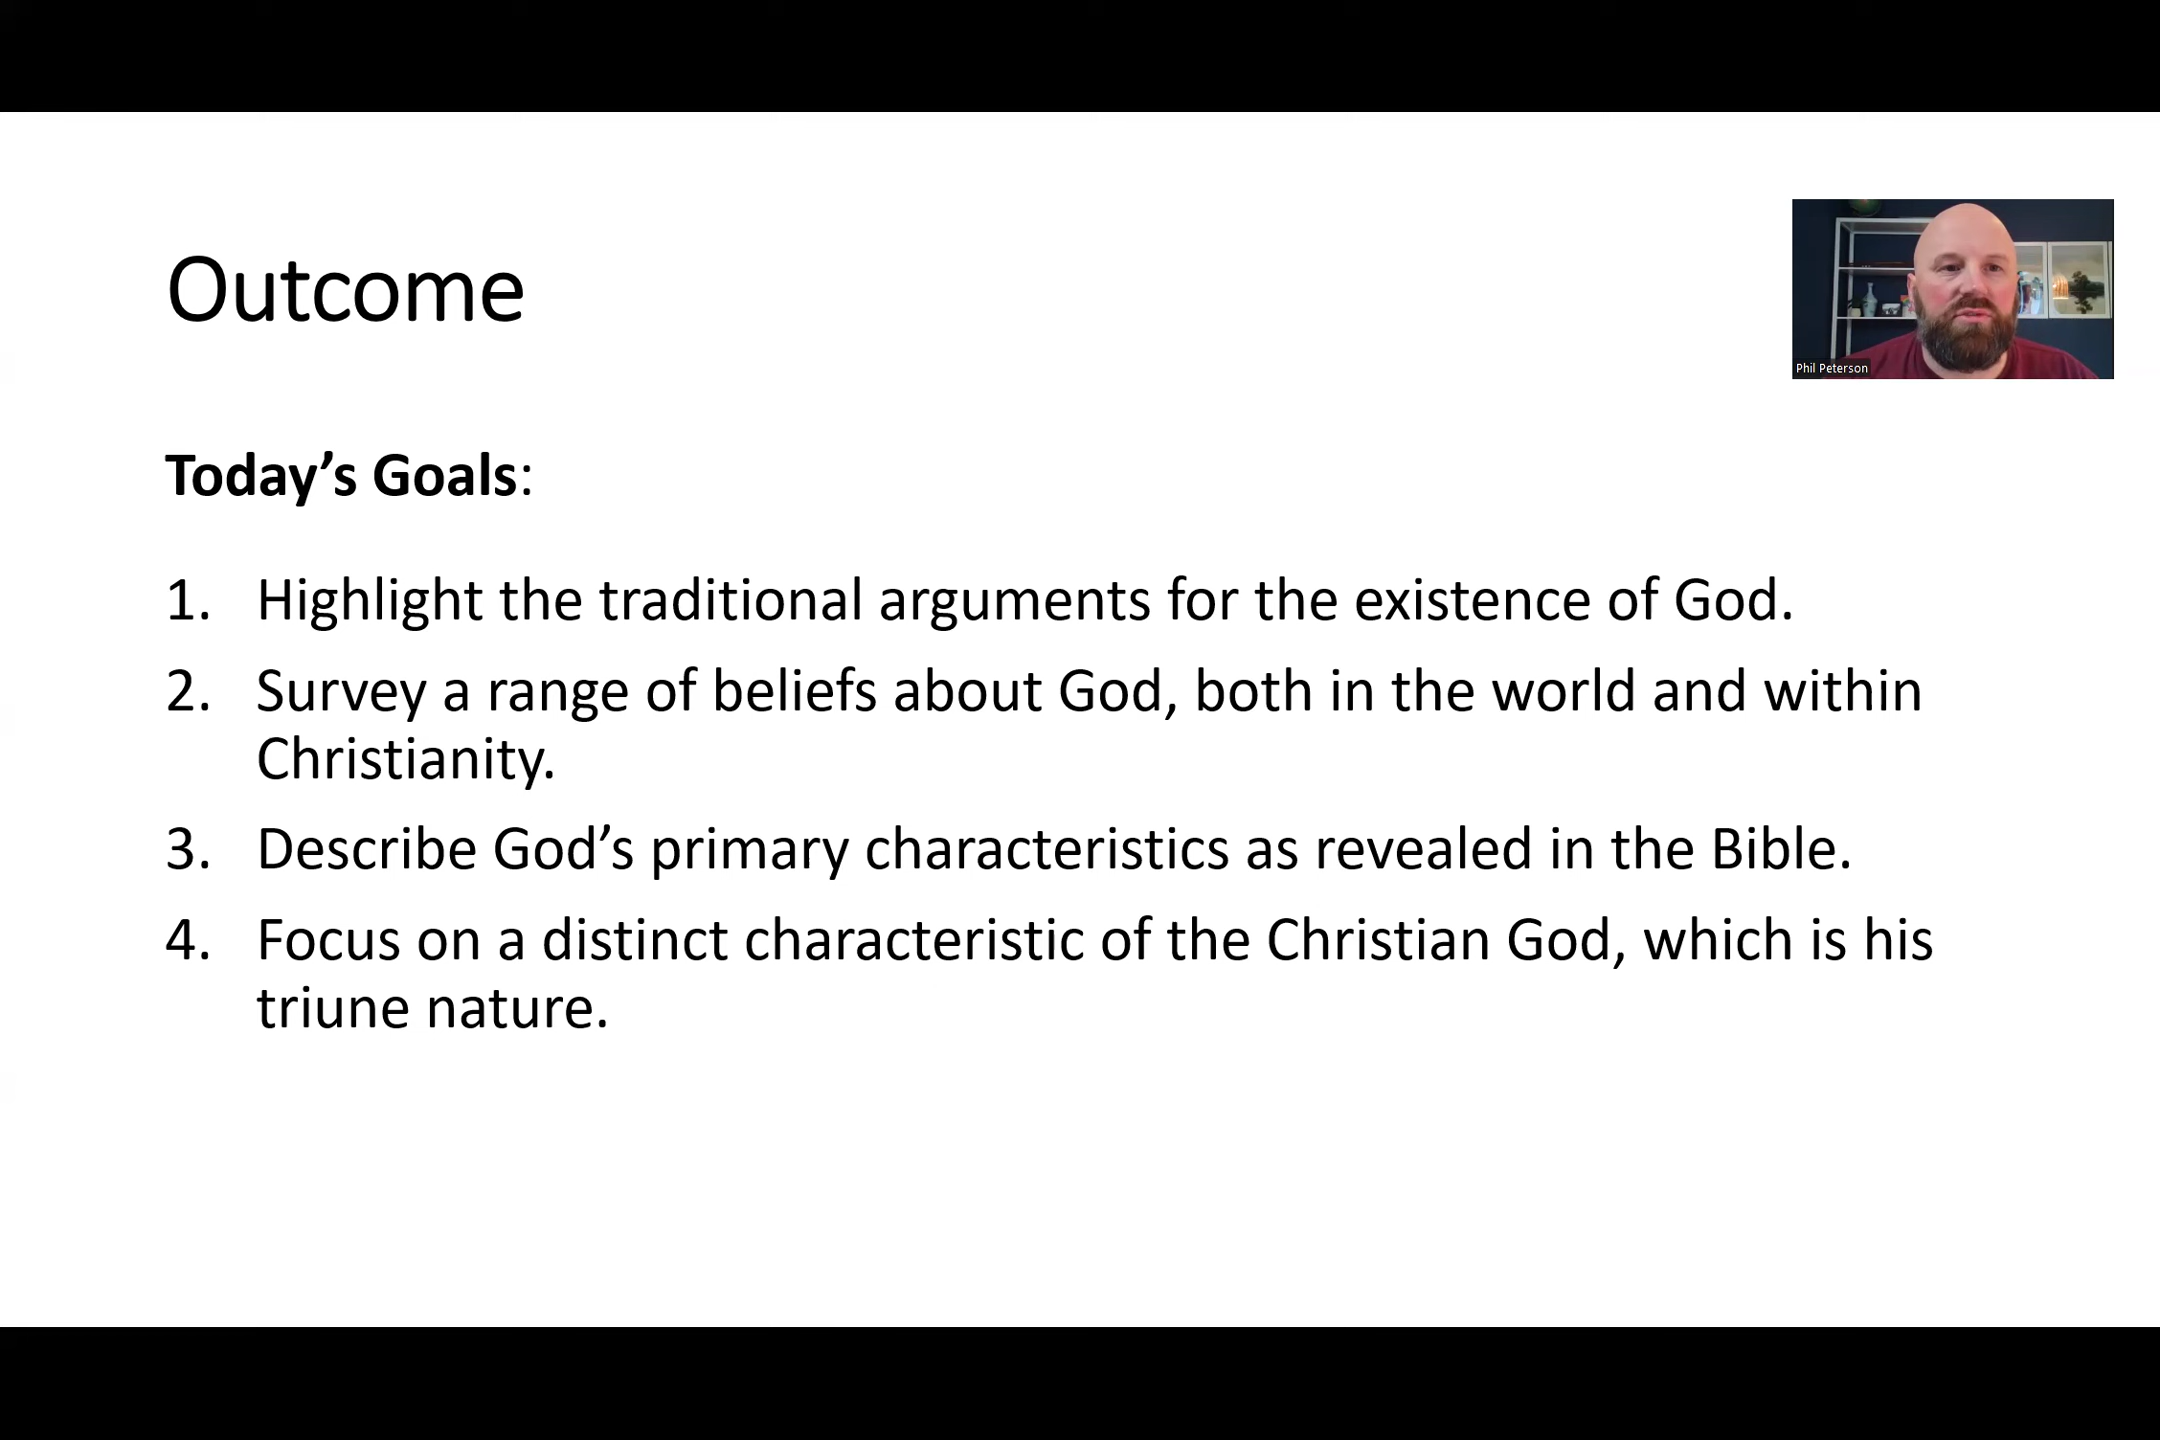 Outcome
Phil Peterson
Today’s Goals:
1. Highlight the traditional arguments for the existence of God.
2. Survey a range of beliefs about God, both in the world and within
Christianity.
3. Describe God’s primary characteristics as revealed in the Bible.
4. Focus on a distinct characteristic of the Christian God, which is his
triune nature.